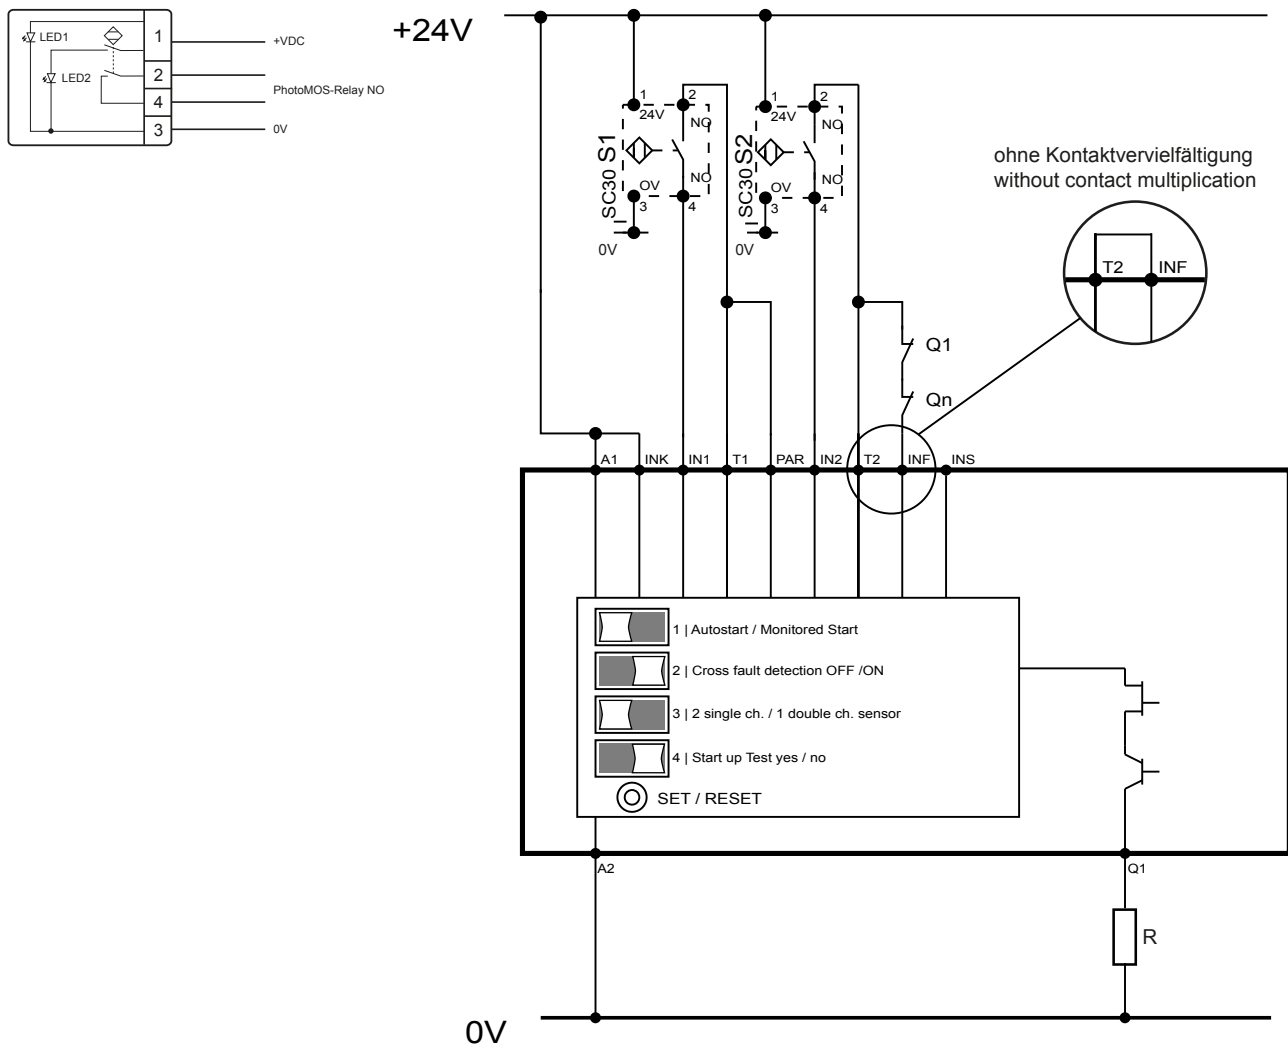 LED1
LED2
1
2
4
3
+VDC
PhotoMOS-Relay NO
0V
+24V
1
24V
2
NO
NO
OV
3
4
SC30 S1
0V
1
24V
2
NO
NO
OV
3
4
SC30 S2
0V
ohne Kontaktvervielfältigung
without contact multiplication
T2 INF
Q1
Qn
A1 INK IN1 T1 PAR IN2 T2 INF INS
1 | Autostart / Monitored Start
2 | Cross fault detection OFF /ON
3 | 2 single ch. / 1 double ch. sensor
4 | Start up Test yes / no
SET / RESET
A2 Q1
R
0V